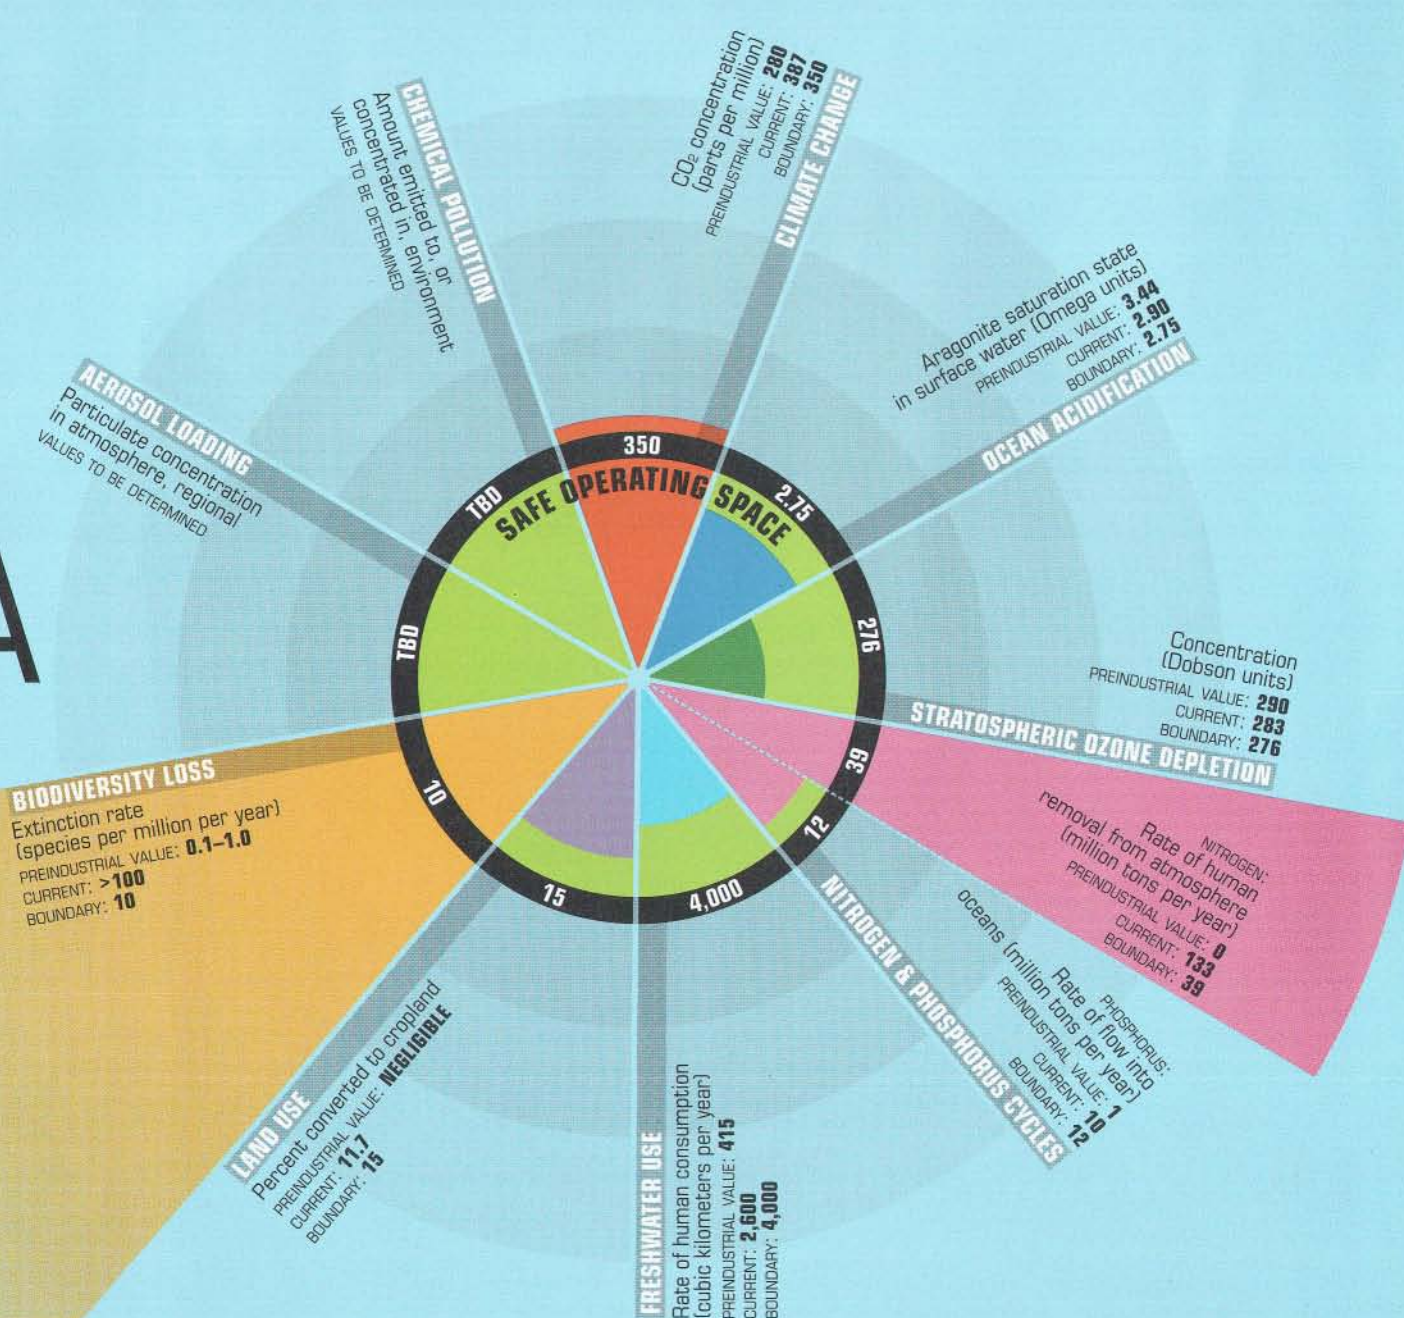 CO₂ concentration
(parts per million)
PREINDUSTRIAL VALUE: 280
CURRENT: 387
BOUNDARY: 350
CLIMATE CHANGE
Aragonite saturation state
in surface water (Omega units)
PREINDUSTRIAL VALUE: 3.44
CURRENT: 2.90
BOUNDARY: 2.75
OCEAN ACIDIFICATION
Concentration
(Dobson units)
PREINDUSTRIAL VALUE: 290
CURRENT: 283
BOUNDARY: 276
STRATOSPHERIC OZONE DEPLETION
NITROGEN:
Rate of human
removal from atmosphere
(million tons per year)
PREINDUSTRIAL VALUE: 0
CURRENT: 133
BOUNDARY: 39
PHOSPHORUS:
Rate of flow into
oceans (million tons per year)
PREINDUSTRIAL VALUE: 1
CURRENT: 10
BOUNDARY: 12
NITROGEN & PHOSPHORUS CYCLES
FRESHWATER USE
Rate of human consumption
(cubic kilometers per year)
PREINDUSTRIAL VALUE: 415
CURRENT: 2,600
BOUNDARY: 4,000
LAND USE
Percent converted to cropland
PREINDUSTRIAL VALUE: NEGLIGIBLE
CURRENT: 11.7
BOUNDARY: 15
BIODIVERSITY LOSS
Extinction rate
(species per million per year)
PREINDUSTRIAL VALUE: 0.1–1.0
CURRENT: >100
BOUNDARY: 10
AEROSOL LOADING
Particulate concentration
in atmosphere, regional
VALUES TO BE DETERMINED
CHEMICAL POLLUTION
Amount emitted to, or
concentrated in, environment
VALUES TO BE DETERMINED
SAFE OPERATING SPACE
350
2.75
276
39
12
4,000
15
10
TBD
TBD
A